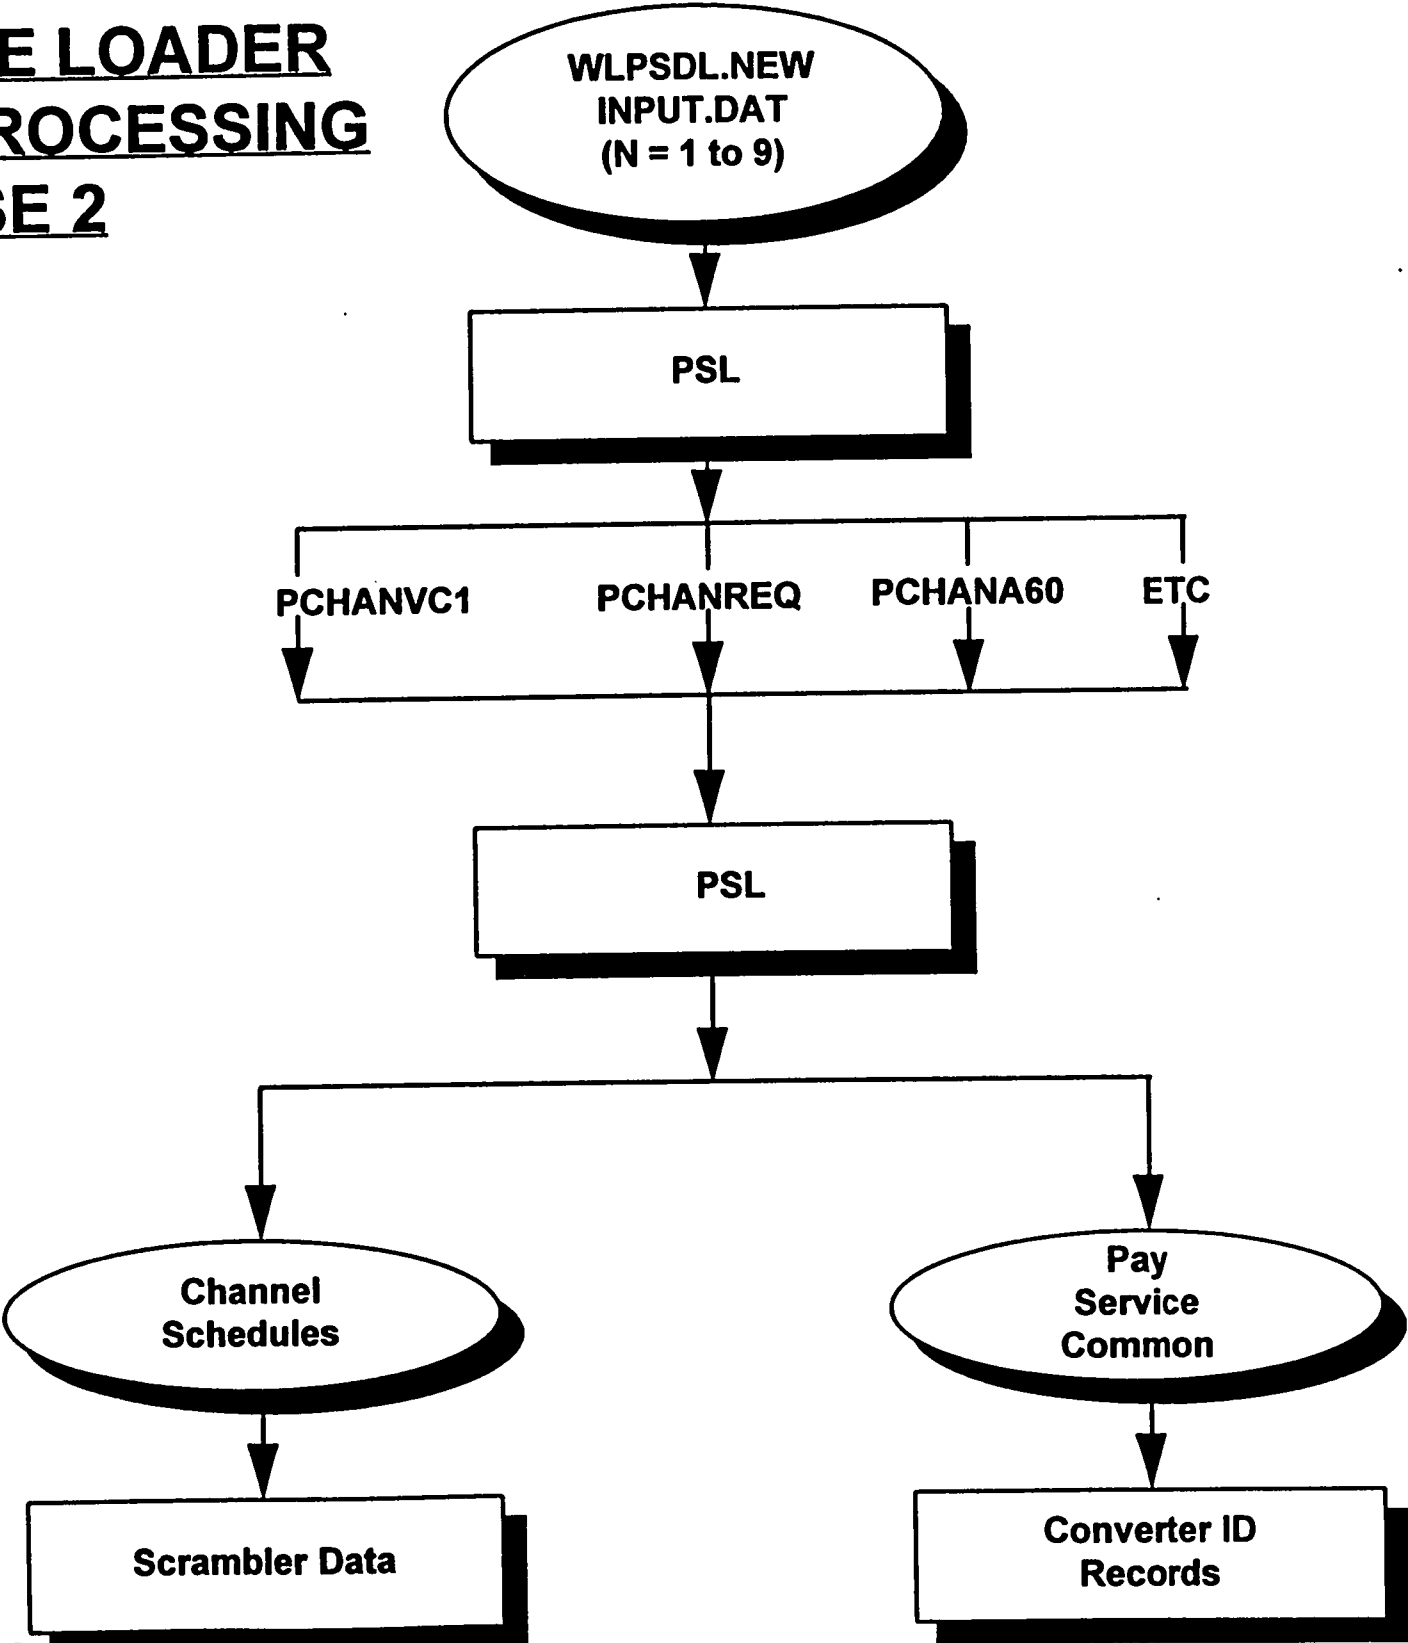 E LOADER
ROCESSING
SE 2
WLPSDL.NEW
INPUT.DAT
(N = 1 to 9)
PSL
PCHANVC1
PCHANREQ
PCHANA60
ETC
PSL
Channel
Schedules
Pay
Service
Common
Scrambler Data
Converter ID
Records